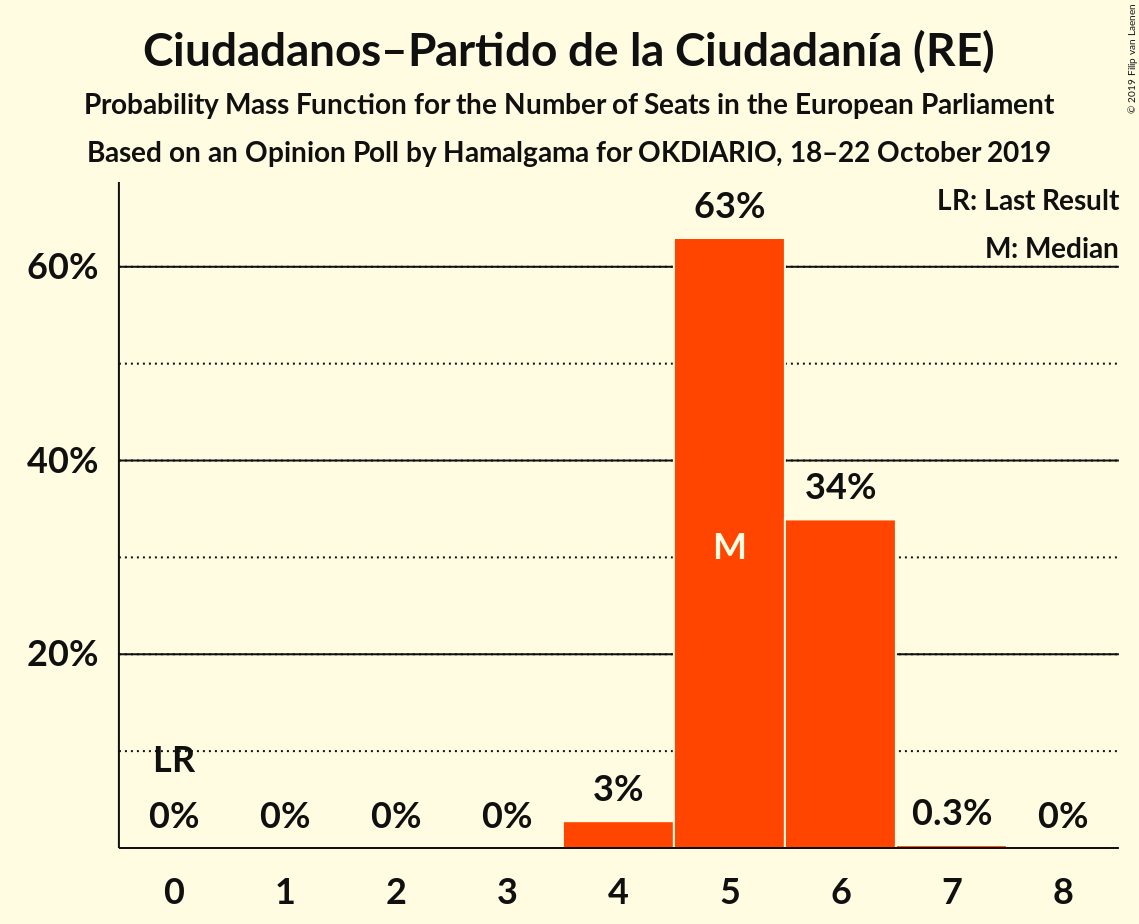 Ciudadanos–Partido de la Ciudadanía (RE)
Probability Mass Function for the Number of Seats in the European Parliament
Based on an Opinion Poll by Hamalgama for OKDIARIO, 18–22 October 2019
© 2019 Filip van Laenen
LR: Last Result
M: Median
63%
60%
40%
34%
M
20%
LR
0%
0%
0%
0%
3%
0.3%
0%
0 1 2 3 4 5 6 7 8